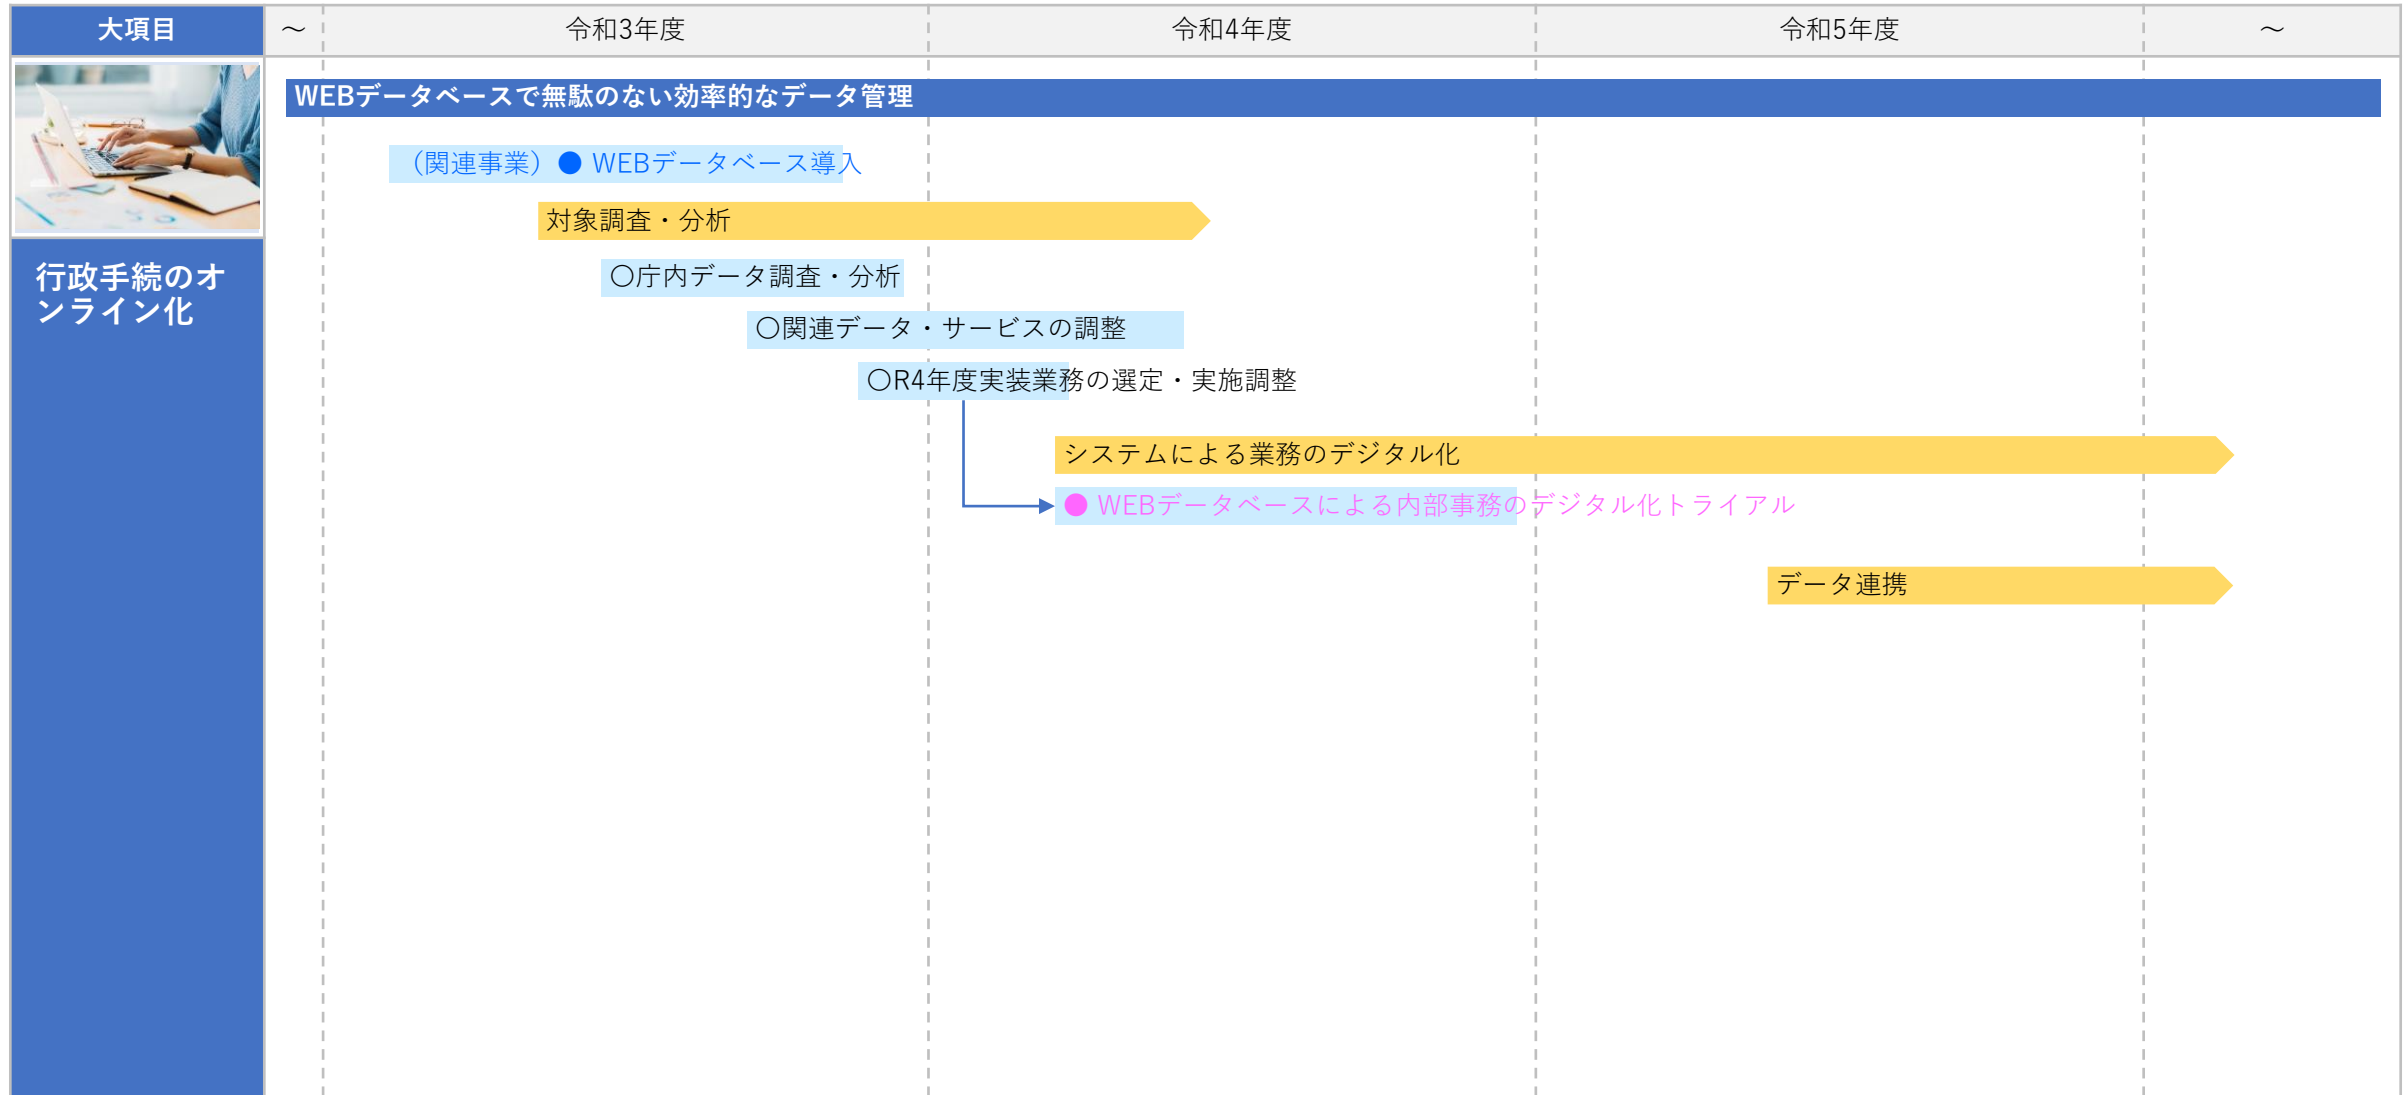 大項目
～
令和3年度
令和4年度
令和5年度
～
WEBデータベースで無駄のない効率的なデータ管理
（関連事業）● WEBデータベース導入
対象調査・分析
行政手続のオ
ンライン化
〇庁内データ調査・分析
〇関連データ・サービスの調整
〇R4年度実装業務の選定・実施調整
システムによる業務のデジタル化
● WEBデータベースによる内部事務のデジタル化トライアル
データ連携